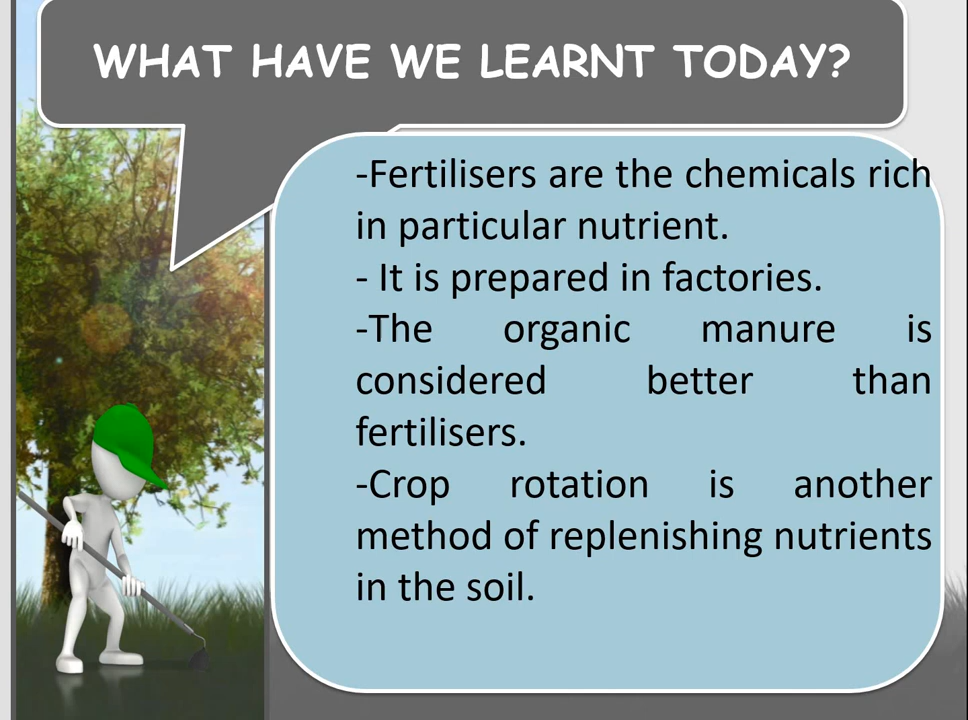 WHAT HAVE WE LEARNT TODAY?
-Fertilisers are the chemicals rich
in particular nutrient.
- It is prepared in factories.
-The organic manure is
considered better than
fertilisers.
-Crop rotation is another
method of replenishing nutrients
in the soil.